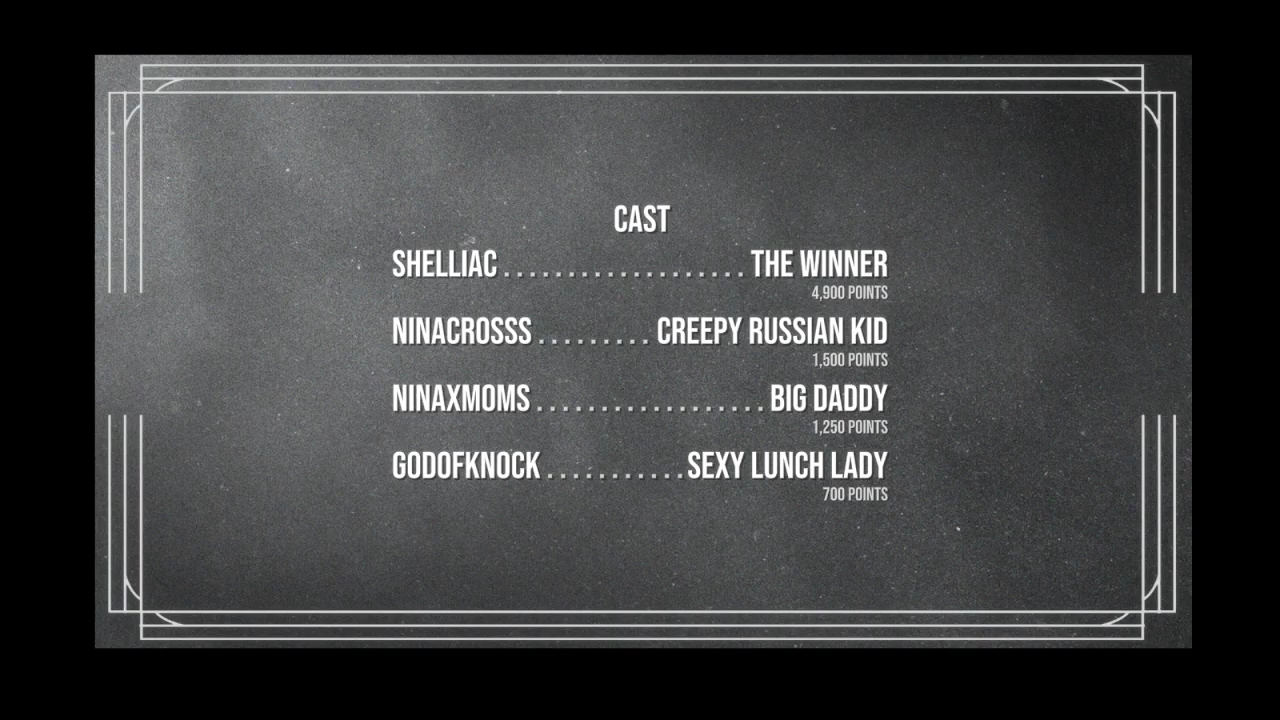 CAST
SHELLIAC ................... THE WINNER
4,900 POINTS
NINACROSSS ......... CREEPY RUSSIAN KID
1,500 POINTS
NINAXMOMS .................. BIG DADDY
1,250 POINTS
GODOFKNOCK ........... SEXY LUNCH LADY
700 POINTS